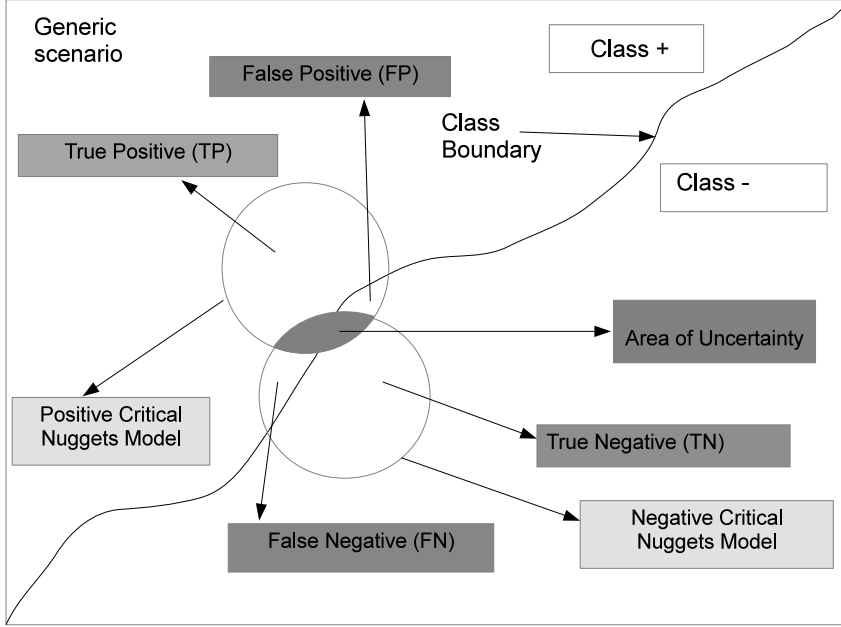 Generic
scenario
Class +
False Positive (FP)
Class
Boundary
True Positive (TP)
Class -
Area of Uncertainty
Positive Critical
Nuggets Model
True Negative (TN)
Negative Critical
Nuggets Model
False Negative (FN)